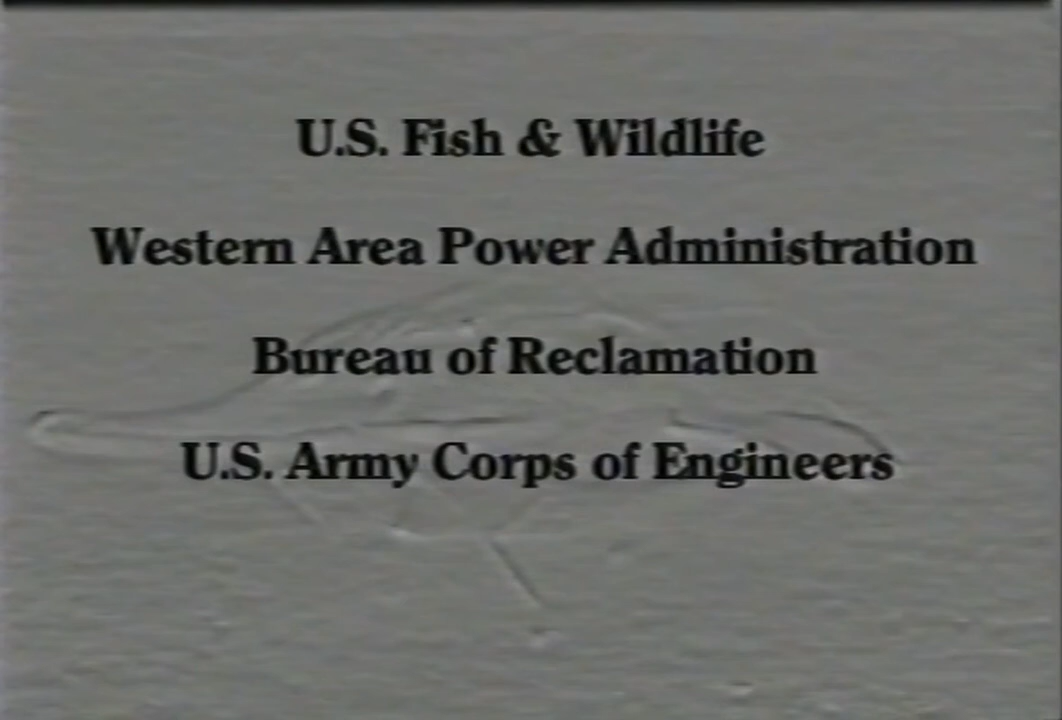 U.S. Fish & Wildlife
Western Area Power Administration
Bureau of Reclamation
U.S. Army Corps of Engineers